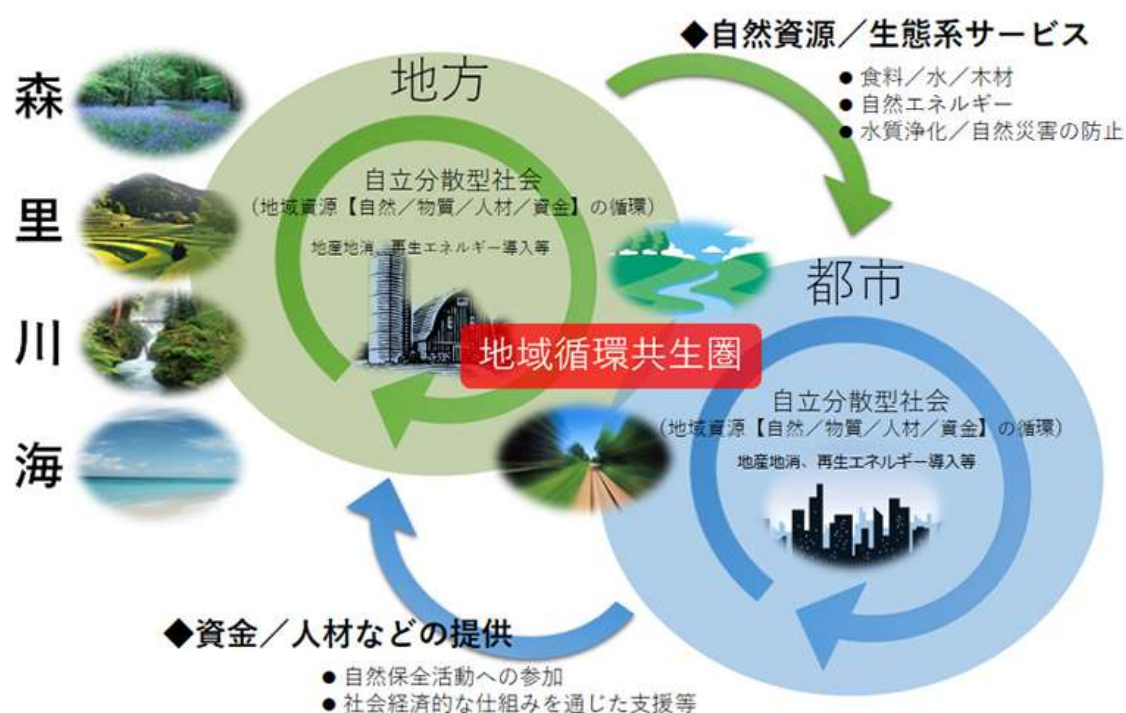 ◆自然資源／生態系サービス
● 食料／水／木材
● 自然エネルギー
● 水質浄化／自然災害の防止
森
里
川
海
地方
自立分散型社会
(地域資源【自然／物質／人材／資金】の循環)
地産地消、再生エネルギー導入等
地域循環共生圏
都市
自立分散型社会
(地域資源【自然／物質／人材／資金】の循環)
地産地消、再生エネルギー導入等
◆資金／人材などの提供
● 自然保全活動への参加
● 社会経済的な仕組みを通じた支援等